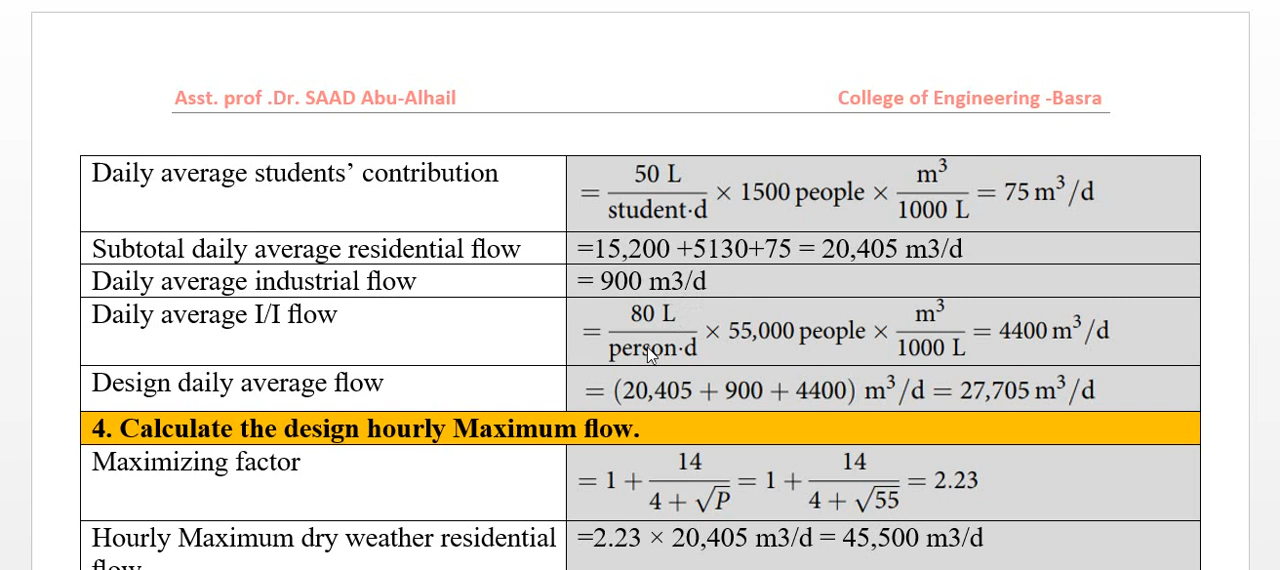 Asst. prof .Dr. SAAD Abu-Alhail College of Engineering -Basra
Daily average students’ contribution = 50 L / student·d × 1500 people × m³ / 1000 L = 75 m³/d
Subtotal daily average residential flow =15,200 +5130+75 = 20,405 m3/d
Daily average industrial flow = 900 m3/d
Daily average I/I flow = 80 L / person·d × 55,000 people × m³ / 1000 L = 4400 m³/d
Design daily average flow = (20,405 + 900 + 4400) m³/d = 27,705 m³/d
4. Calculate the design hourly Maximum flow.
Maximizing factor = 1 + 14 / 4 + √P = 1 + 14 / 4 + √55 = 2.23
Hourly Maximum dry weather residential =2.23 × 20,405 m3/d = 45,500 m3/d
flow